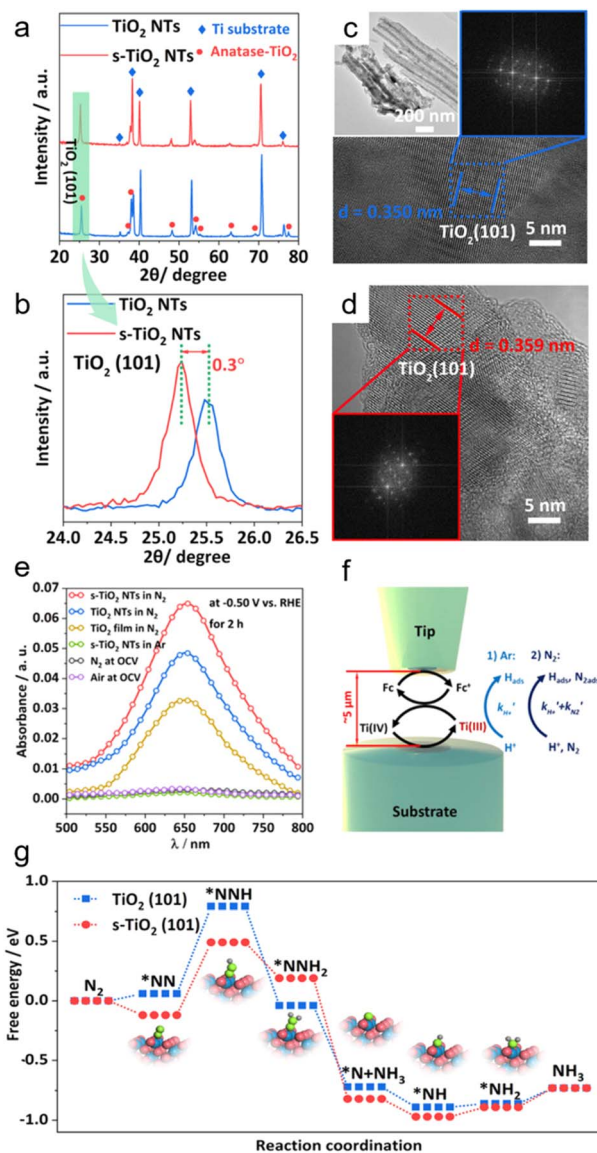 a
TiO2 NTs
s-TiO2 NTs
Ti substrate
Anatase-TiO2
Intensity / a.u.
TiO2 (101)
20 30 40 50 60 70 80
2θ/ degree
b
TiO2 NTs
s-TiO2 NTs
TiO2 (101)
0.3°
Intensity / a.u.
24.0 24.5 25.0 25.5 26.0 26.5
2θ/ degree
c
200 nm
d = 0.350 nm
TiO2(101)
5 nm
d
d = 0.359 nm
TiO2(101)
5 nm
e
s-TiO2 NTs in N2
TiO2 NTs in N2
TiO2 film in N2
s-TiO2 NTs in Ar
N2 at OCV
Air at OCV
at -0.50 V vs. RHE
for 2 h
Absorbance / a.u.
0.07
0.06
0.05
0.04
0.03
0.02
0.01
0.00
500 550 600 650 700 750 800
λ / nm
f
Tip
~5 μm
Fc
Fc+
Ti(IV)
Ti(III)
Substrate
1) Ar:
Hads
kH+'
H+
2) N2:
Hads, N2ads
kH+'+kN2'
H+, N2
g
TiO2 (101)
s-TiO2 (101)
Free energy / eV
1.0
0.5
0.0
-0.5
-1.0
N2
*NN
*NNH
*NNH2
*N+NH3
*NH
*NH2
NH3
Reaction coordination